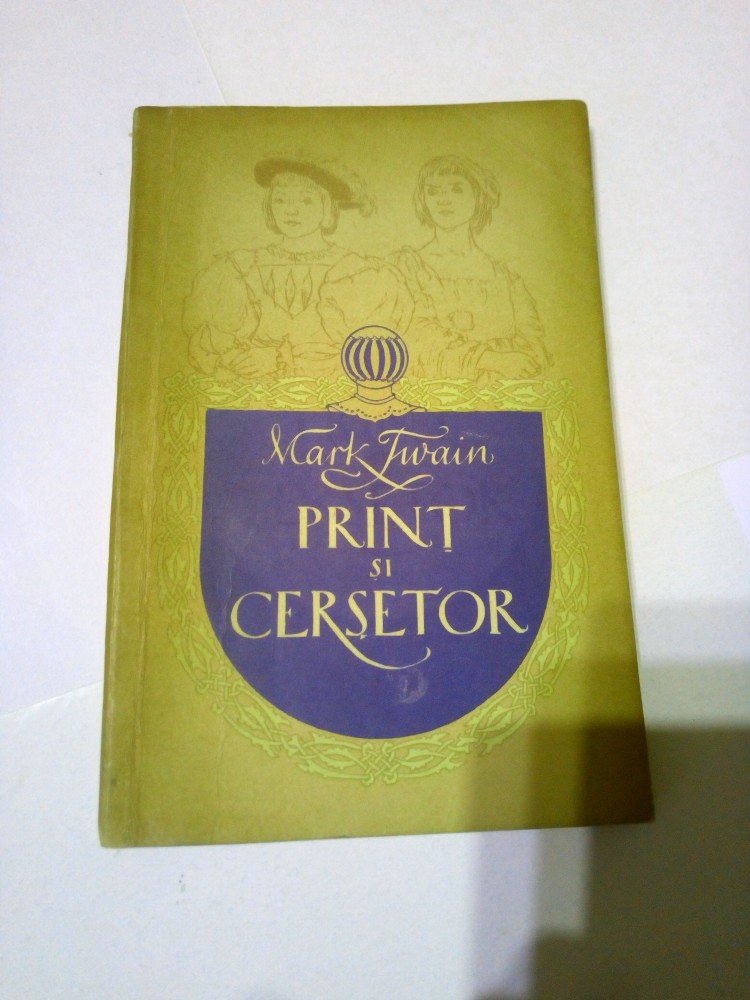 Mark Twain
PRINȚ
ȘI
CERȘETOR